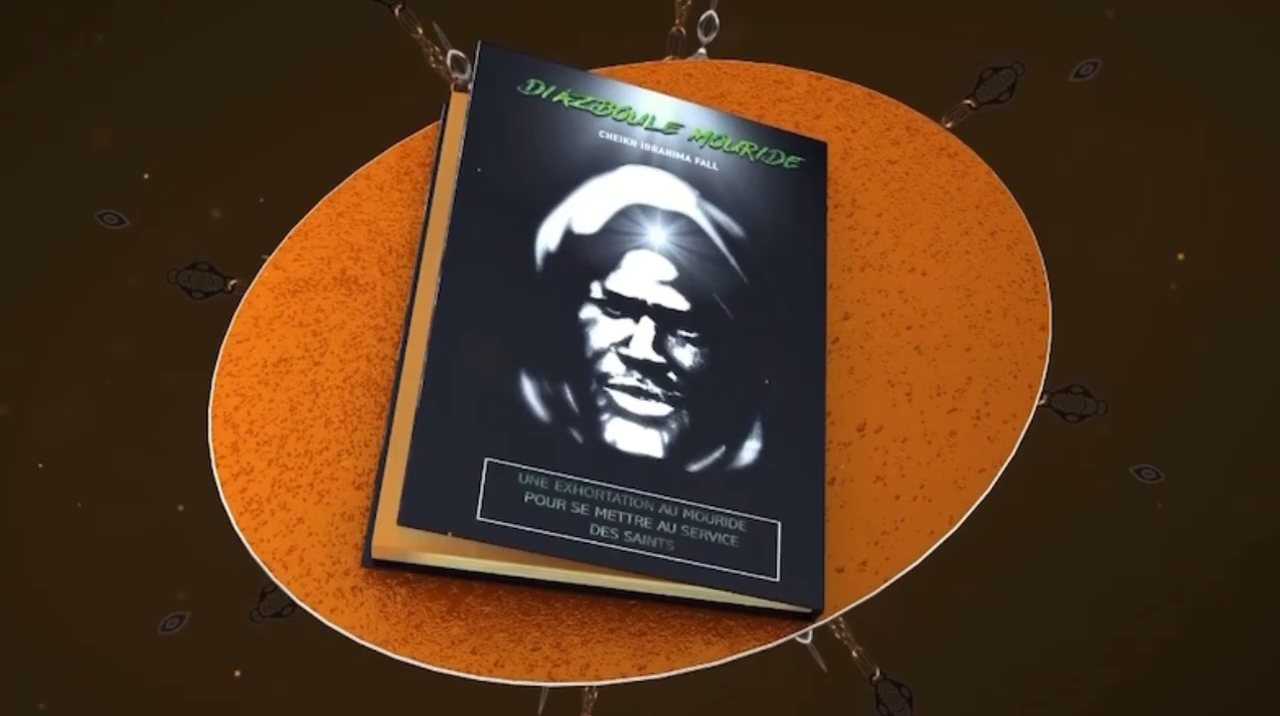 DIAZBOULE MOURIDE
CHEIKH IBRAHIMA FALL
UNE EXHORTATION AU MOURIDE
POUR SE METTRE AU SERVICE
DES SAINTS